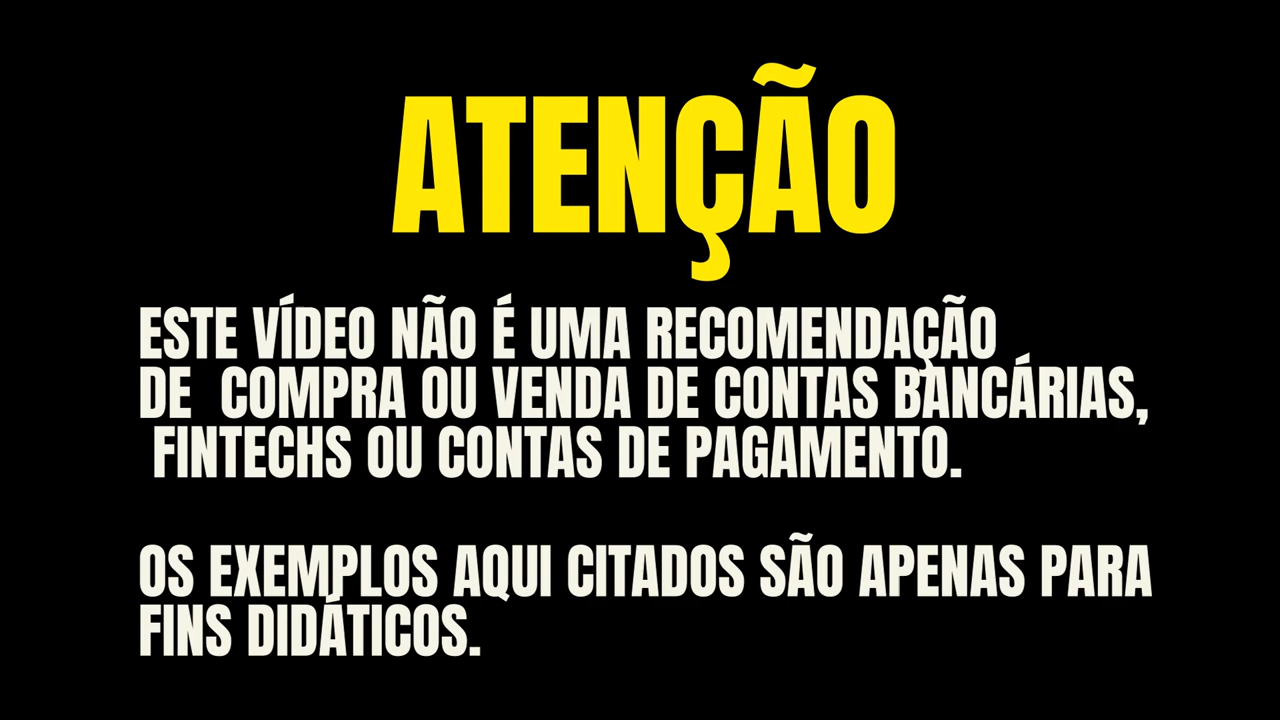 ATENÇÃO
ESTE VÍDEO NÃO É UMA RECOMENDAÇÃO
DE COMPRA OU VENDA DE CONTAS BANCÁRIAS,
FINTECHS OU CONTAS DE PAGAMENTO.
OS EXEMPLOS AQUI CITADOS SÃO APENAS PARA
FINS DIDÁTICOS.